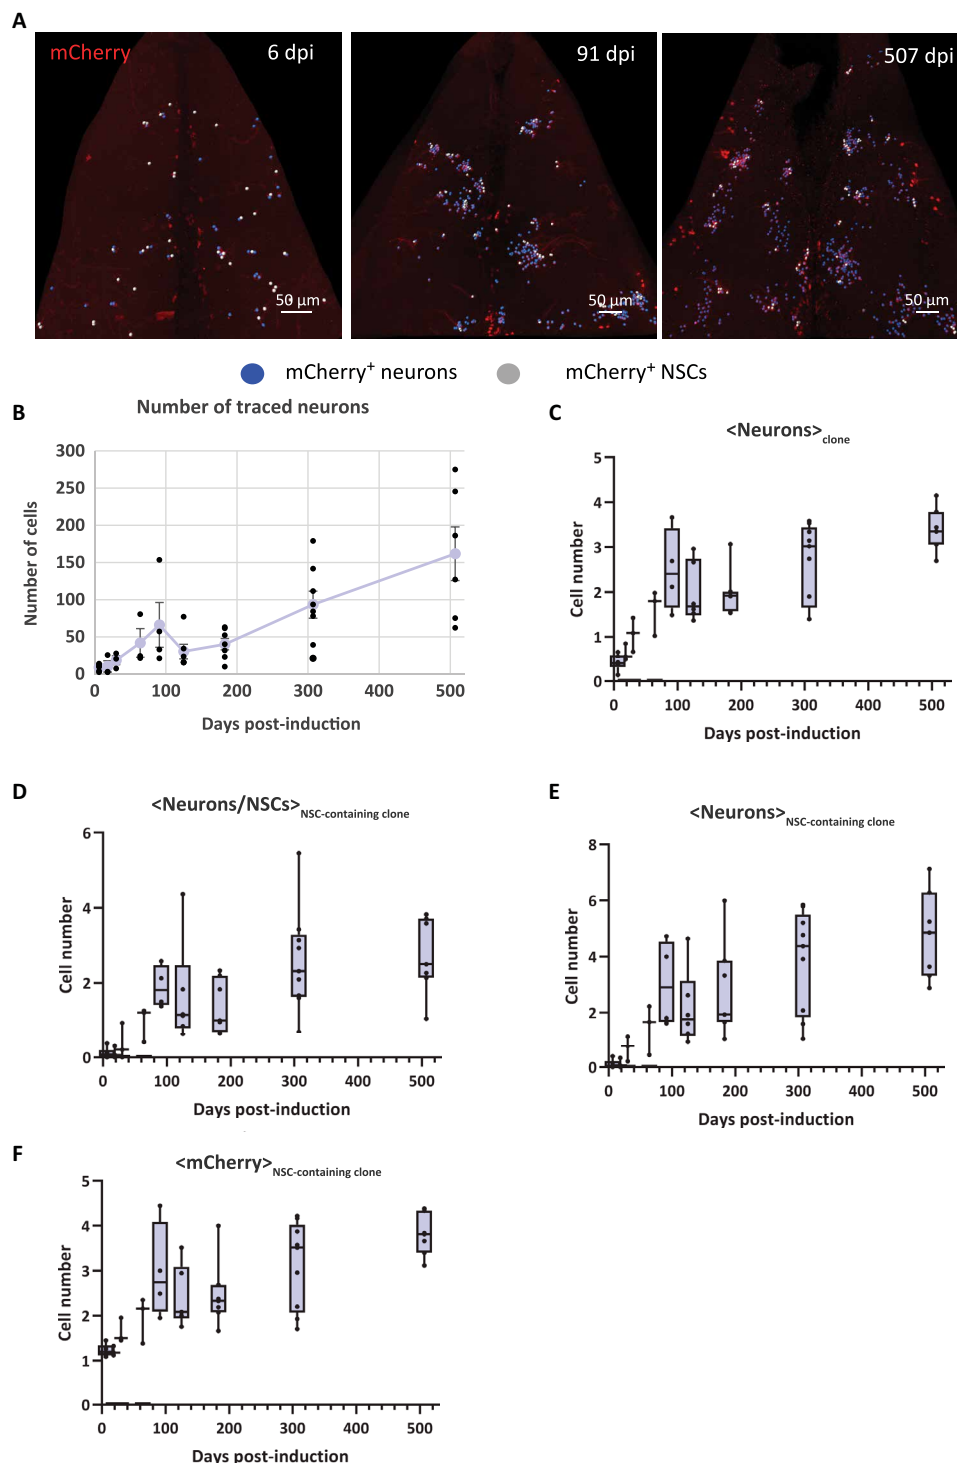 A
mCherry 6 dpi 91 dpi 507 dpi
50 µm 50 µm 50 µm
mCherry+ neurons mCherry+ NSCs
B
Number of traced neurons
300
250
200
150
100
50
0
Number of cells
0 100 200 300 400 500
Days post-induction
C
<Neurons>clone
5
4
3
2
1
0
Cell number
0 100 200 300 400 500
Days post-induction
D
<Neurons/NSCs>NSC-containing clone
6
4
2
0
Cell number
0 100 200 300 400 500
Days post-induction
E
<Neurons>NSC-containing clone
8
6
4
2
0
Cell number
0 100 200 300 400 500
Days post-induction
F
<mCherry>NSC-containing clone
5
4
3
2
1
0
Cell number
0 100 200 300 400 500
Days post-induction